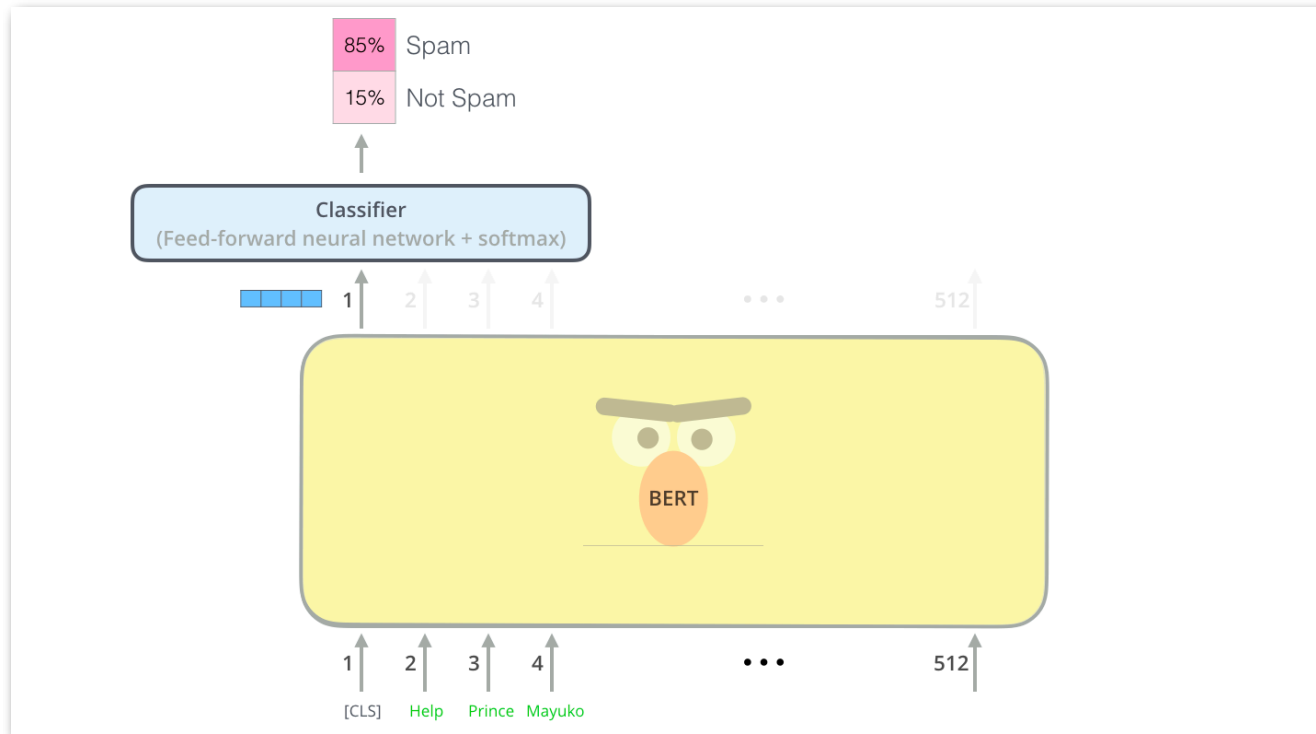 85% Spam
15% Not Spam
Classifier
(Feed-forward neural network + softmax)
1 2 3 4 ••• 512
BERT
1 2 3 4 ••• 512
[CLS] Help Prince Mayuko